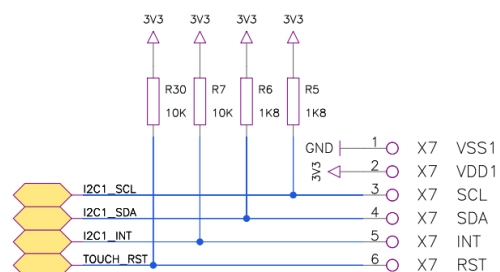 3V3 3V3 3V3 3V3
R30 R7 R6 R5
10K 10K 1K8 1K8
GND 1 X7 VSS1
3V3 2 X7 VDD1
I2C1_SCL 3 X7 SCL
I2C1_SDA 4 X7 SDA
I2C1_INT 5 X7 INT
TOUCH_RST 6 X7 RST